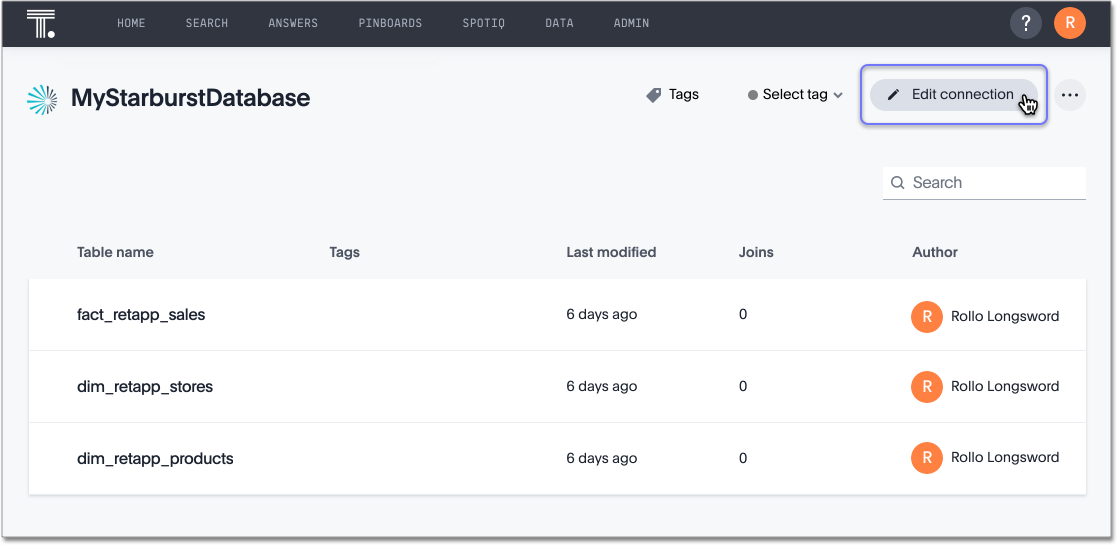 T. HOME SEARCH ANSWERS PINBOARDS SPOTIQ DATA ADMIN ? R
MyStarburstDatabase Tags Select tag Edit connection ...
Search
Table name Tags Last modified Joins Author
fact_retapp_sales 6 days ago 0 R Rollo Longsword
dim_retapp_stores 6 days ago 0 R Rollo Longsword
dim_retapp_products 6 days ago 0 R Rollo Longsword